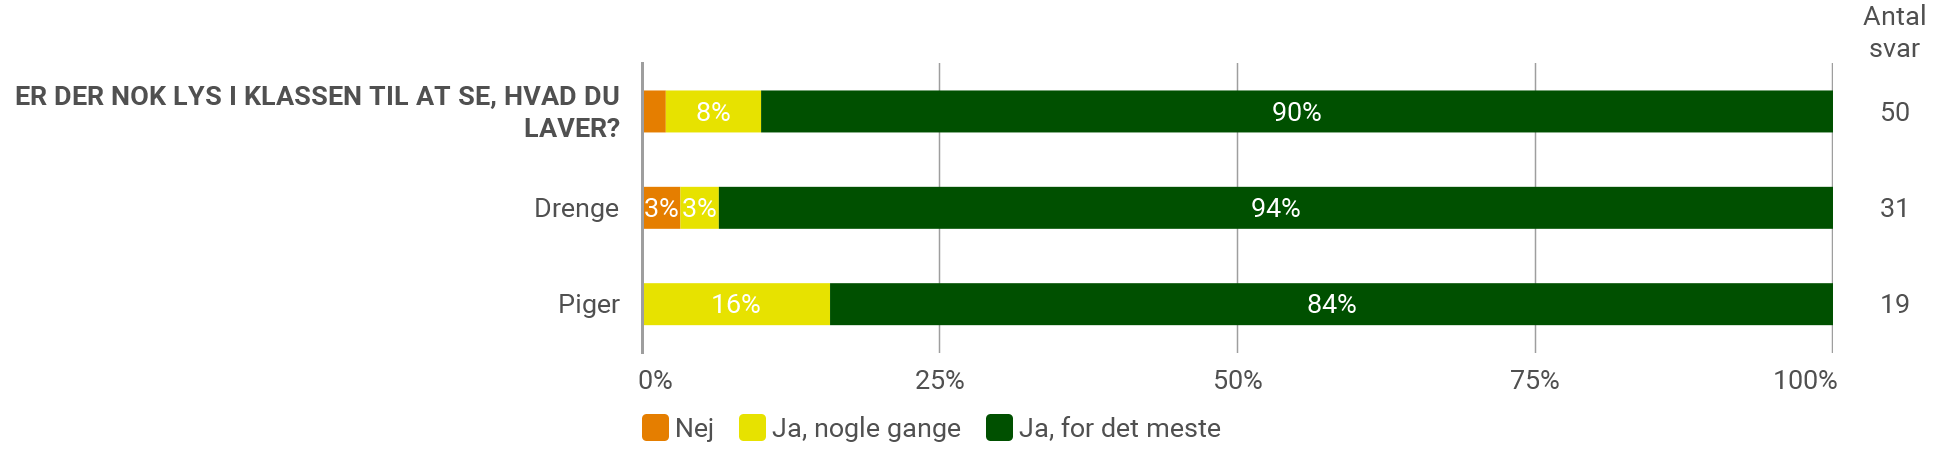 Antal
svar
ER DER NOK LYS I KLASSEN TIL AT SE, HVAD DU
LAVER?
8%
90%
50
Drenge
3%
3%
94%
31
Piger
16%
84%
19
0%
25%
50%
75%
100%
Nej
Ja, nogle gange
Ja, for det meste